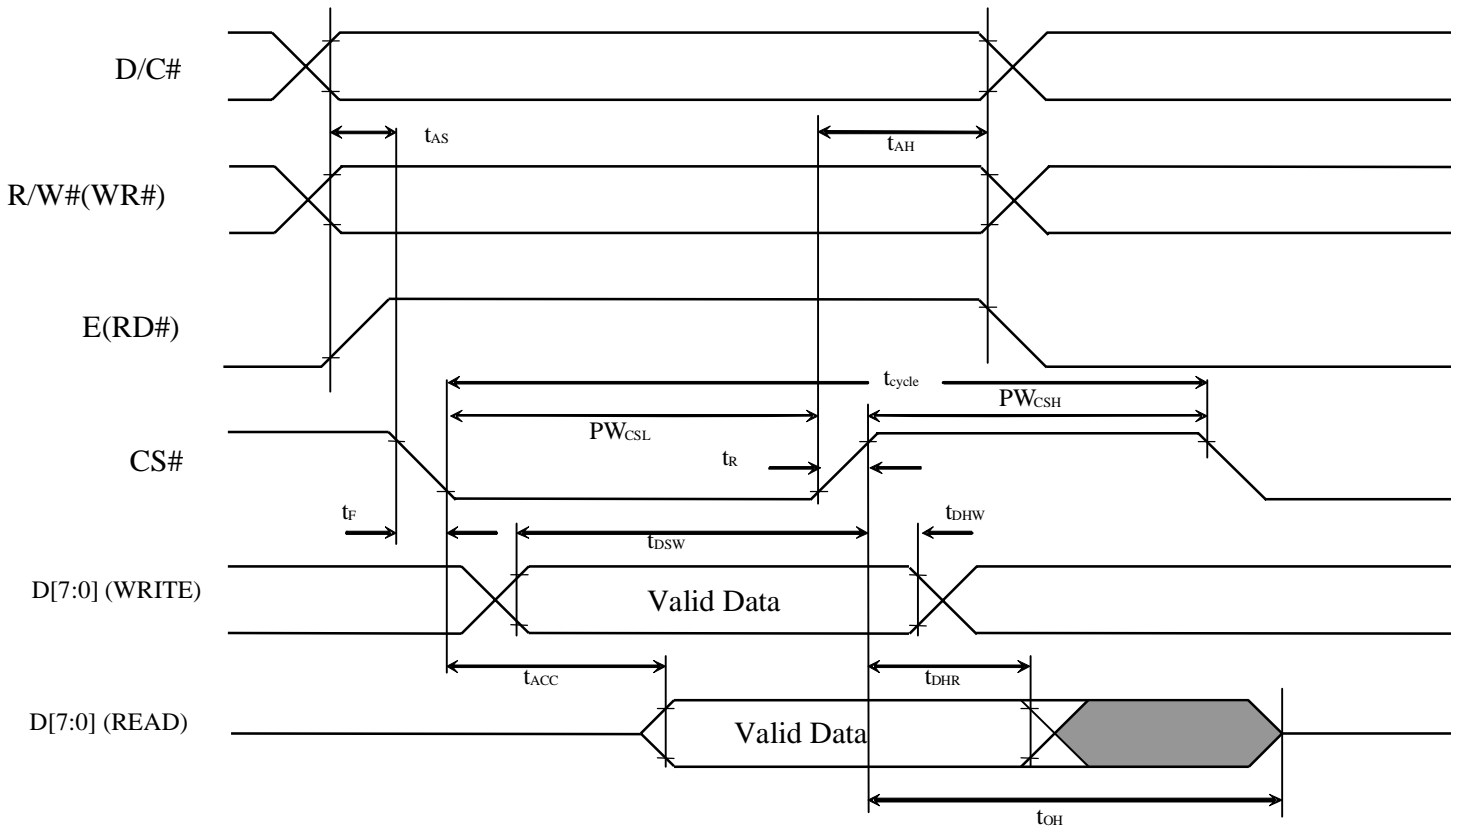 D/C#
tAS
tAH
R/W#(WR#)
E(RD#)
tcycle
PWCSH
PWCSL
CS#
tR
tF
tDHW
tDSW
D[7:0] (WRITE)
Valid Data
tACC
tDHR
D[7:0] (READ)
Valid Data
tOH